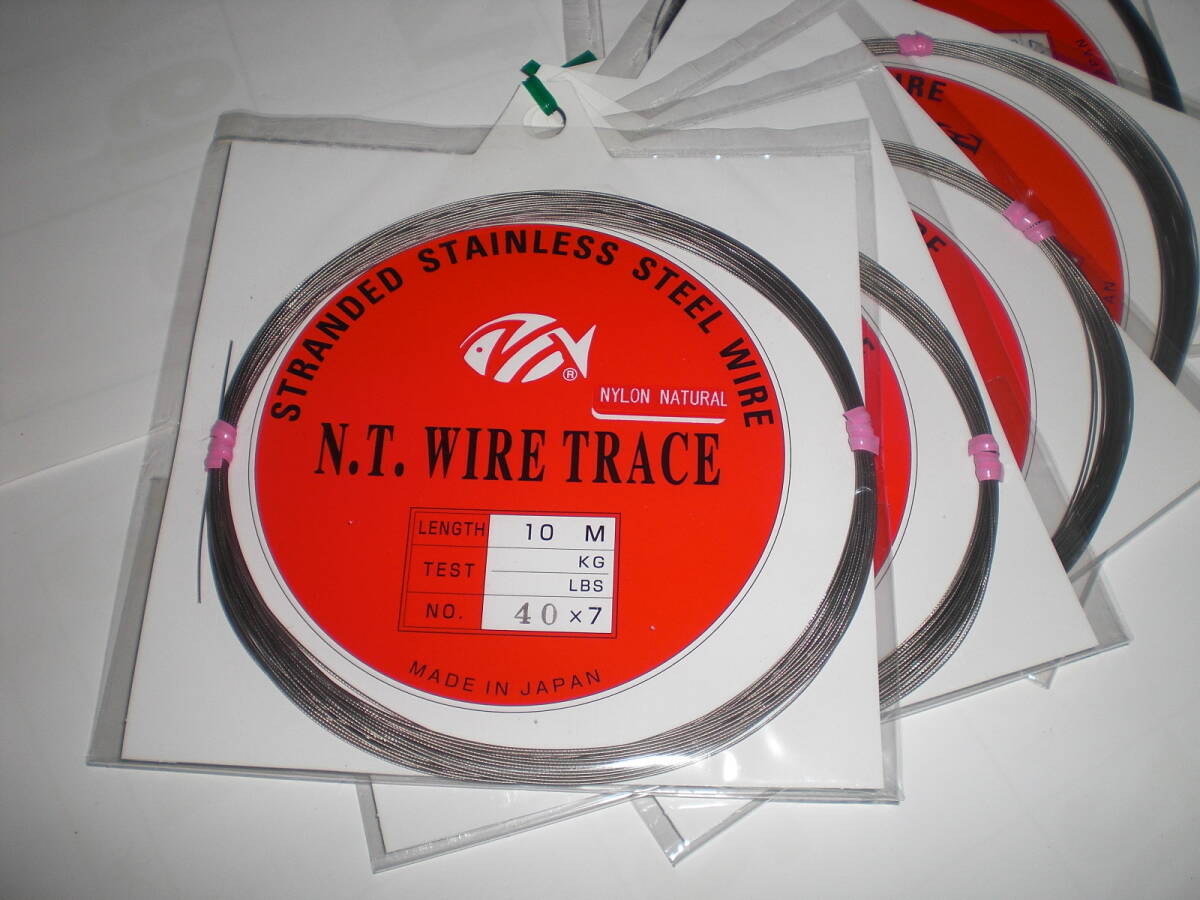 STRANDED STAINLESS STEEL WIRE
®
NYLON NATURAL
N.T. WIRE TRACE
LENGTH 10 M
TEST KG
LBS
NO. 40 ×7
MADE IN JAPAN
IRE
JAPAN